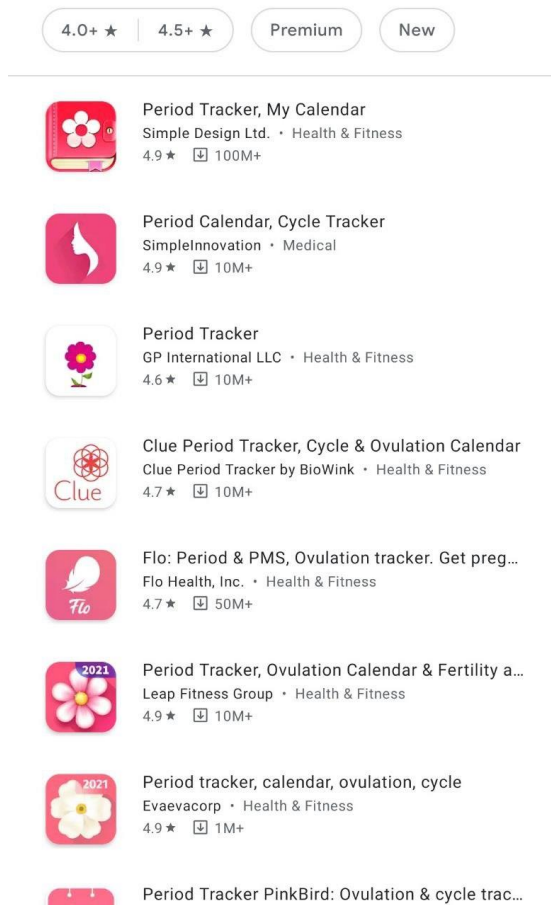 4.0+ ★ 4.5+ ★ Premium New
Period Tracker, My Calendar
Simple Design Ltd. • Health & Fitness
4.9 ★ 100M+
Period Calendar, Cycle Tracker
SimpleInnovation • Medical
4.9 ★ 10M+
Period Tracker
GP International LLC • Health & Fitness
4.6 ★ 10M+
Clue
Clue Period Tracker, Cycle & Ovulation Calendar
Clue Period Tracker by BioWink • Health & Fitness
4.7 ★ 10M+
Flo
Flo: Period & PMS, Ovulation tracker. Get preg...
Flo Health, Inc. • Health & Fitness
4.7 ★ 50M+
2021
Period Tracker, Ovulation Calendar & Fertility a...
Leap Fitness Group • Health & Fitness
4.9 ★ 10M+
2021
Period tracker, calendar, ovulation, cycle
Evaevacorp • Health & Fitness
4.9 ★ 1M+
Period Tracker PinkBird: Ovulation & cycle trac...